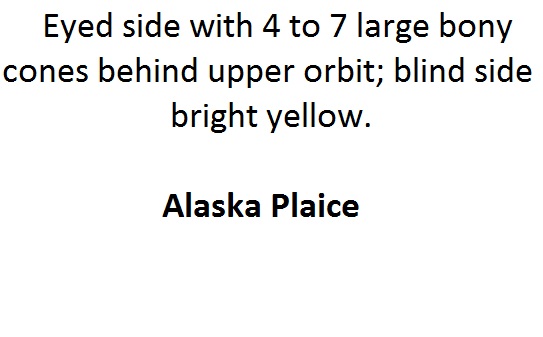 Eyed side with 4 to 7 large bony
cones behind upper orbit; blind side
bright yellow.
Alaska Plaice